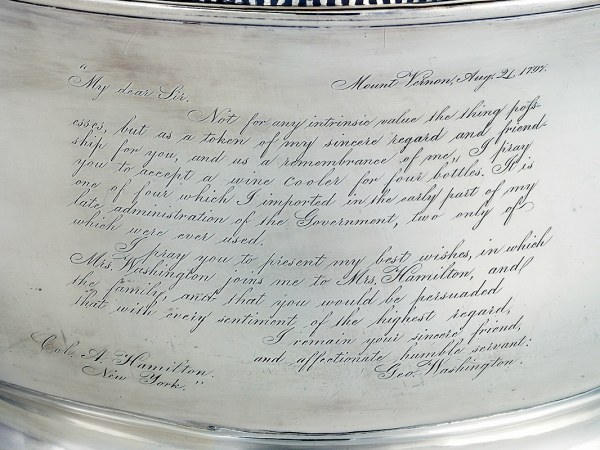 "My dear Sir. Mount Vernon, Aug. 21, 1797.
Not for any intrinsic value the thing poss-
esses, but as a token of my sincere regard and friend-
ship for you, and as a remembrance of me, I pray
you to accept a wine cooler for four bottles. It is
one of four which I imported in the early part of my
late administration of the Government, two only of
which were ever used.
I pray you to present my best wishes, in which
Mrs. Washington joins me to Mrs. Hamilton, and
the family, and that you would be persuaded
that with every sentiment of the highest regard,
I remain your sincere friend,
and affectionate humble servant.
Geo. Washington.
Col. A. Hamilton.
New York."